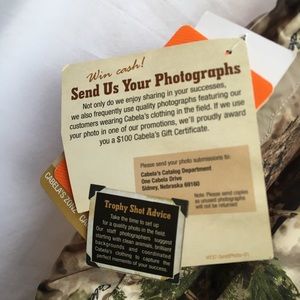 Win cash!
Send Us Your Photographs
Not only do we enjoy sharing in your successes,
we also frequently use quality photographs featuring our
customers wearing Cabela's clothing in the field. If we use
your photo in one of our promotions, we'll proudly award
you a $100 Cabela's Gift Certificate.
Please send your photo submissions to:
Cabela's Catalog Department
One Cabela Drive
Sidney, Nebraska 69160
Note: Please send copies
as unused photographs
will not be returned.
Trophy Shot Advice
Take the time to set up
for a quality photo in the field.
Our staff photographers suggest
starting with clean animals, brilliant
backgrounds and coordinated
Cabela's clothing to capture the
perfect moments of your success.
CABELA'S